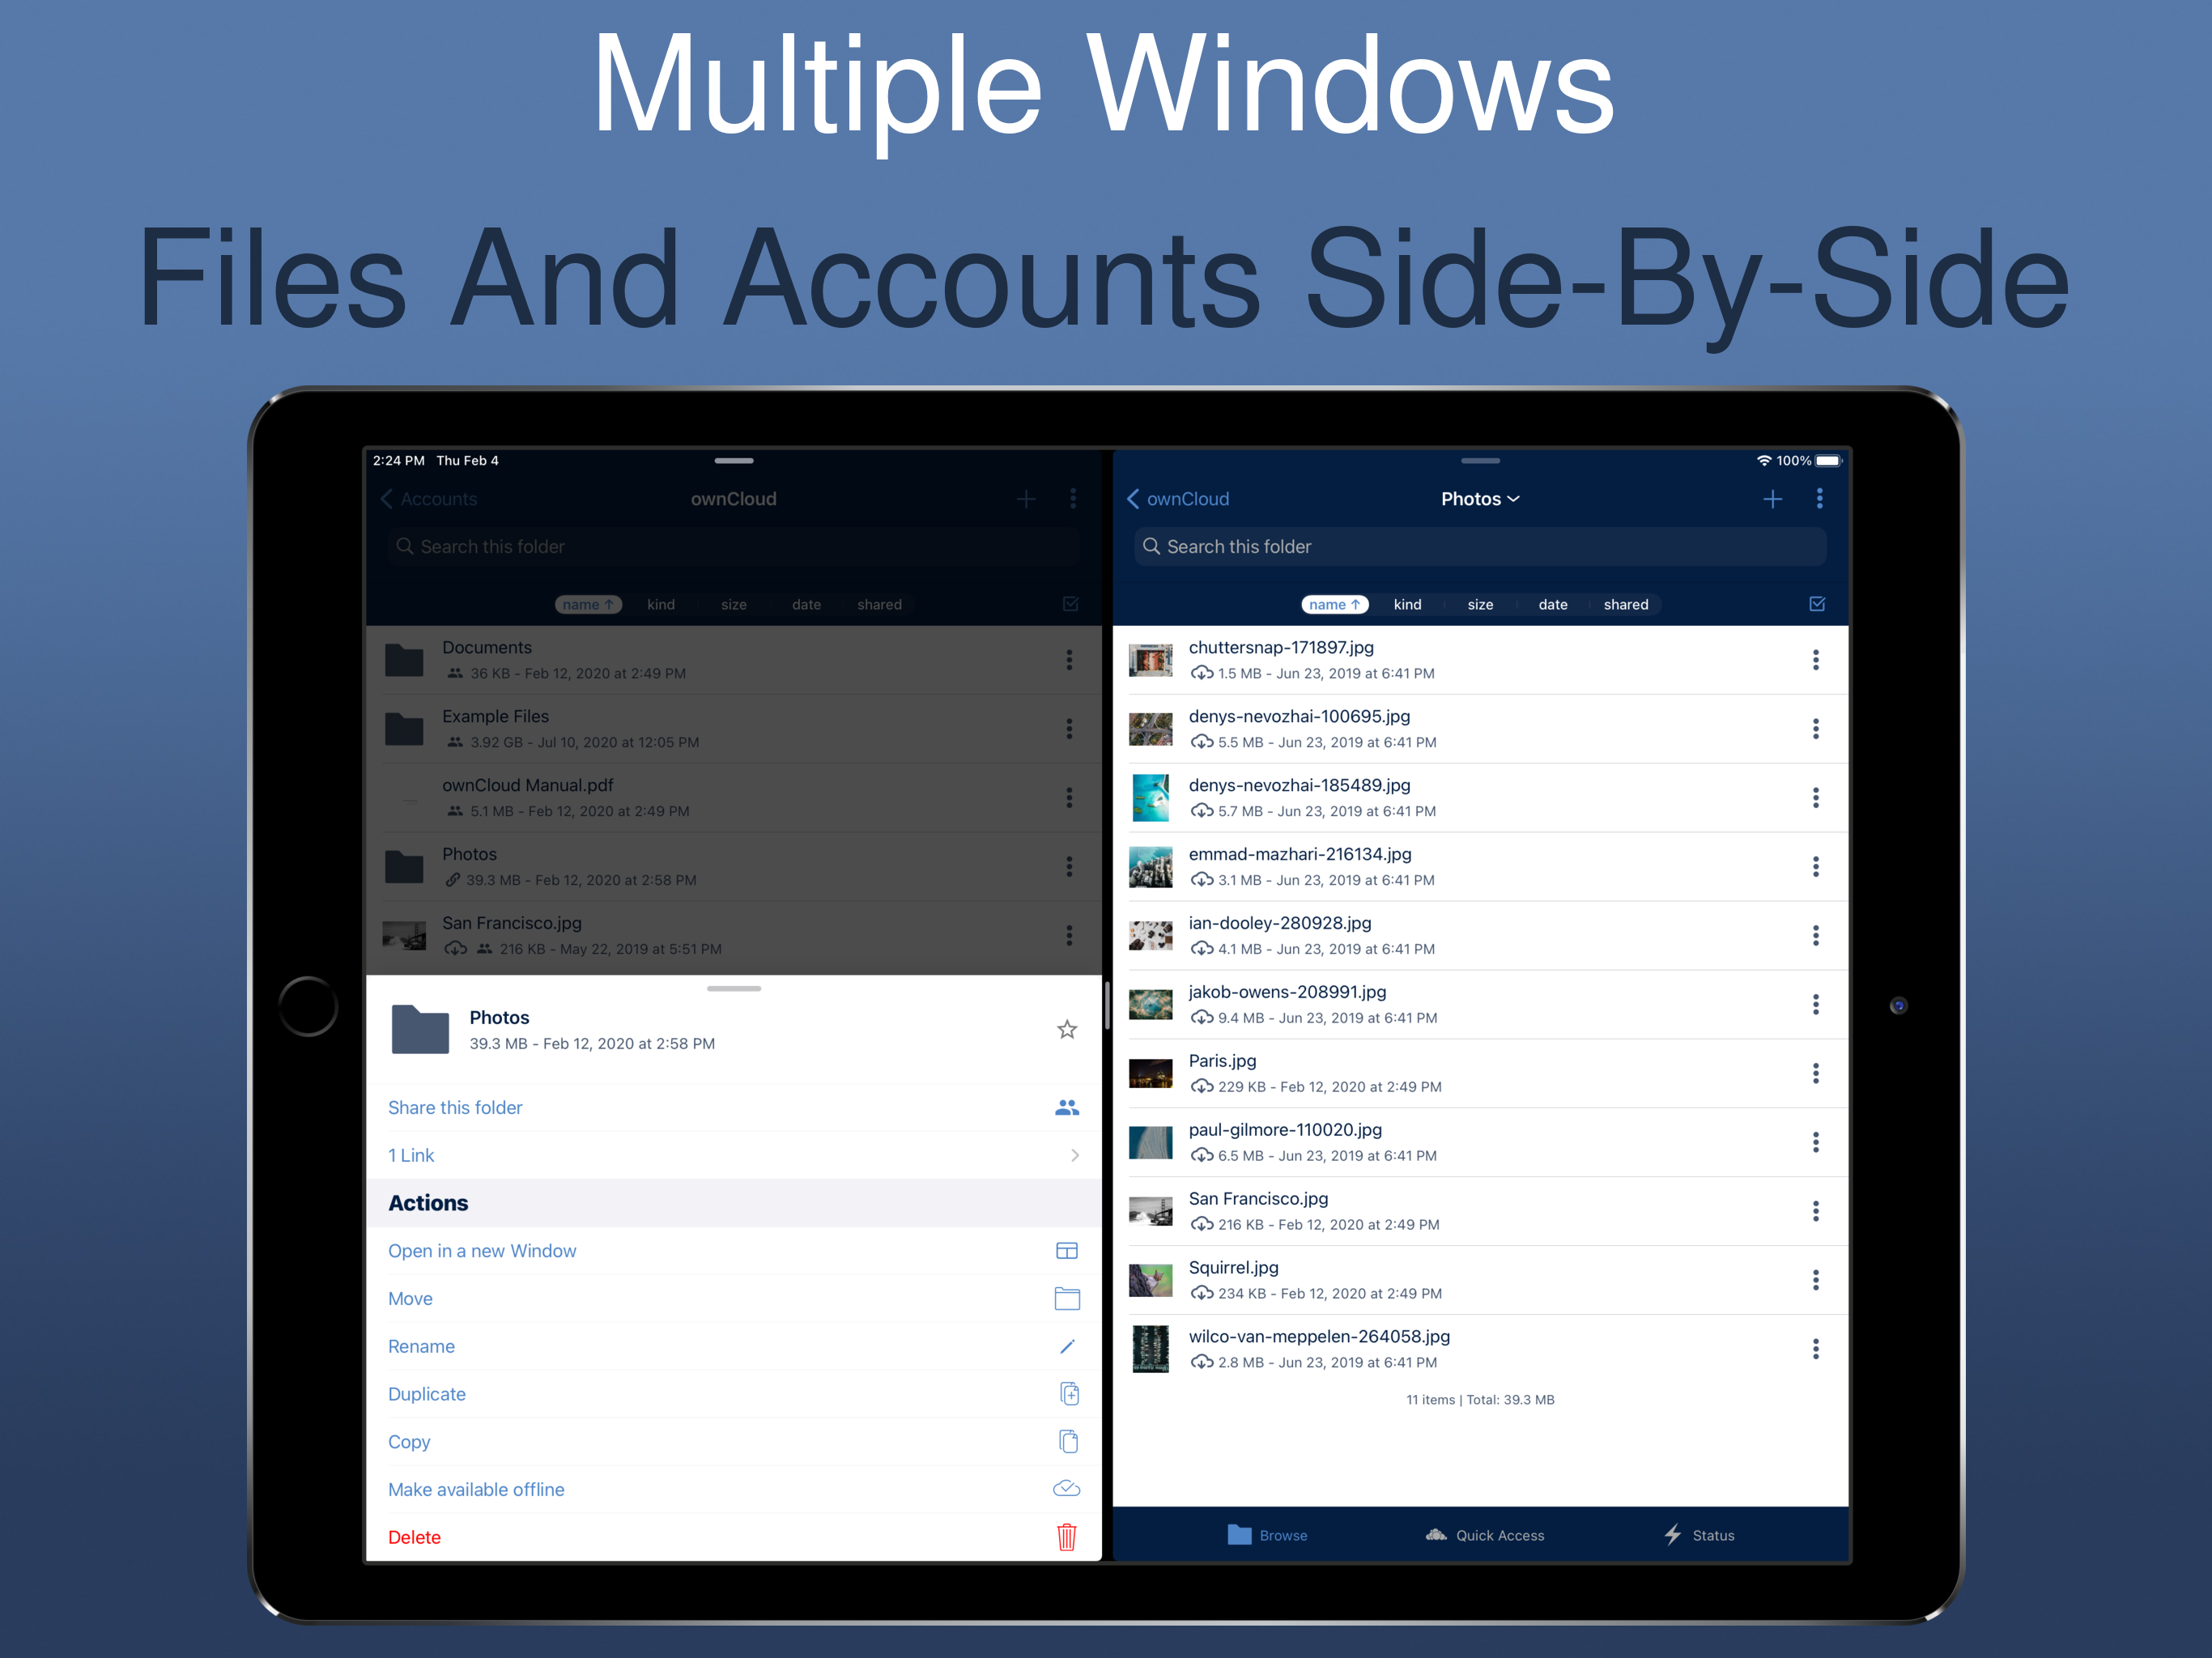 Multiple Windows
Files And Accounts Side-By-Side
2:24 PM Thu Feb 4
Accounts
ownCloud
Search this folder
name ↑ kind size date shared
Documents
36 KB - Feb 12, 2020 at 2:49 PM
Example Files
3.92 GB - Jul 10, 2020 at 12:05 PM
ownCloud Manual.pdf
5.1 MB - Feb 12, 2020 at 2:49 PM
Photos
39.3 MB - Feb 12, 2020 at 2:58 PM
San Francisco.jpg
216 KB - May 22, 2019 at 5:51 PM
Photos
39.3 MB - Feb 12, 2020 at 2:58 PM
Share this folder
1 Link
Actions
Open in a new Window
Move
Rename
Duplicate
Copy
Make available offline
Delete
100%
ownCloud
Photos
Search this folder
name ↑ kind size date shared
chuttersnap-171897.jpg
1.5 MB - Jun 23, 2019 at 6:41 PM
denys-nevozhai-100695.jpg
5.5 MB - Jun 23, 2019 at 6:41 PM
denys-nevozhai-185489.jpg
5.7 MB - Jun 23, 2019 at 6:41 PM
emmad-mazhari-216134.jpg
3.1 MB - Jun 23, 2019 at 6:41 PM
ian-dooley-280928.jpg
4.1 MB - Jun 23, 2019 at 6:41 PM
jakob-owens-208991.jpg
9.4 MB - Jun 23, 2019 at 6:41 PM
Paris.jpg
229 KB - Feb 12, 2020 at 2:49 PM
paul-gilmore-110020.jpg
6.5 MB - Jun 23, 2019 at 6:41 PM
San Francisco.jpg
216 KB - Feb 12, 2020 at 2:49 PM
Squirrel.jpg
234 KB - Feb 12, 2020 at 2:49 PM
wilco-van-meppelen-264058.jpg
2.8 MB - Jun 23, 2019 at 6:41 PM
11 items | Total: 39.3 MB
Browse Quick Access Status